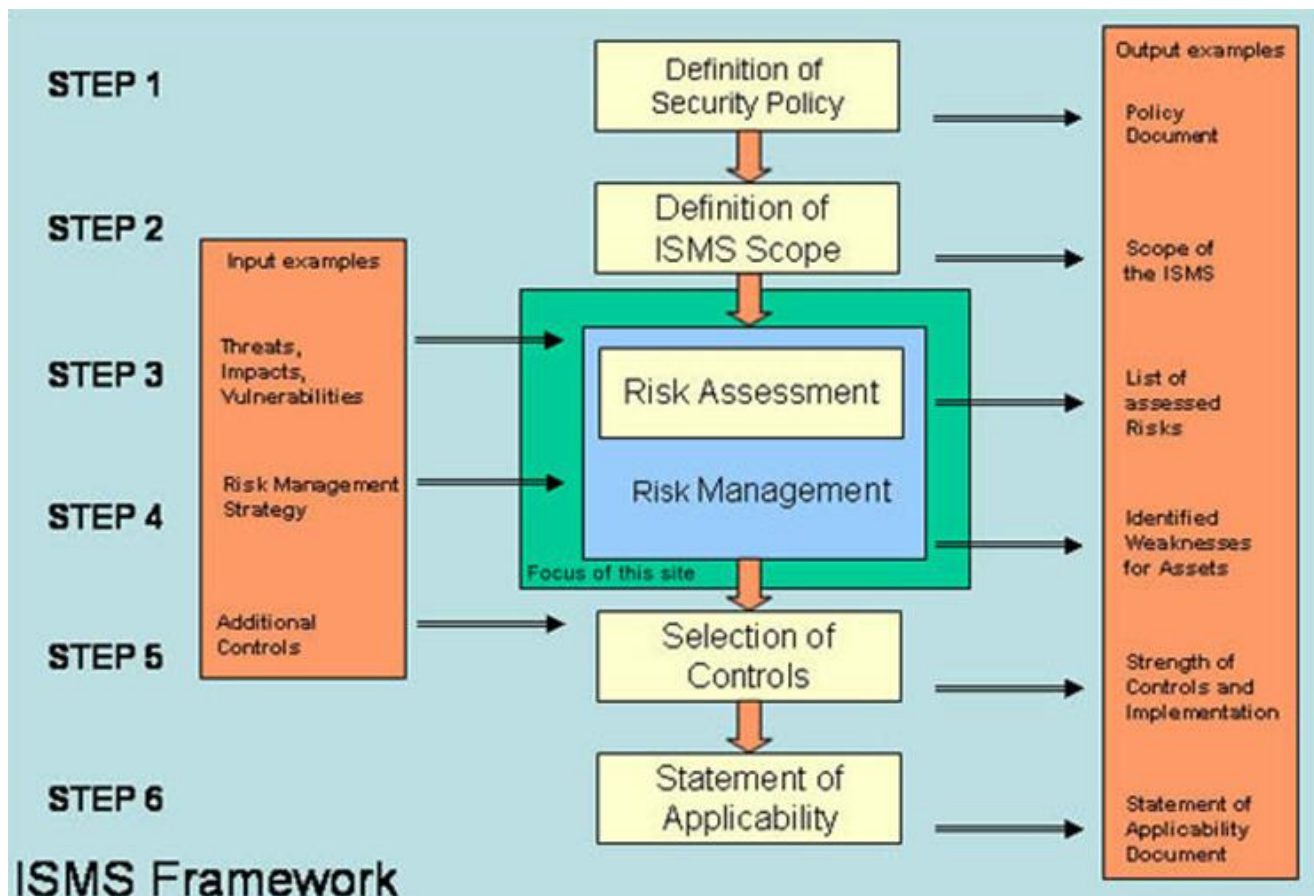 STEP 1
Definition of
Security Policy
Output examples
Policy
Document
STEP 2
Definition of
ISMS Scope
Scope of
the ISMS
Input examples
Threats,
Impacts,
Vulnerabilities
STEP 3
Risk Assessment
List of
assessed
Risks
Risk Management
Strategy
STEP 4
Risk Management
Identified
Weaknesses
for Assets
Focus of this site
Additional
Controls
STEP 5
Selection of
Controls
Strength of
Controls and
Implementation
STEP 6
Statement of
Applicability
Statement of
Applicability
Document
ISMS Framework